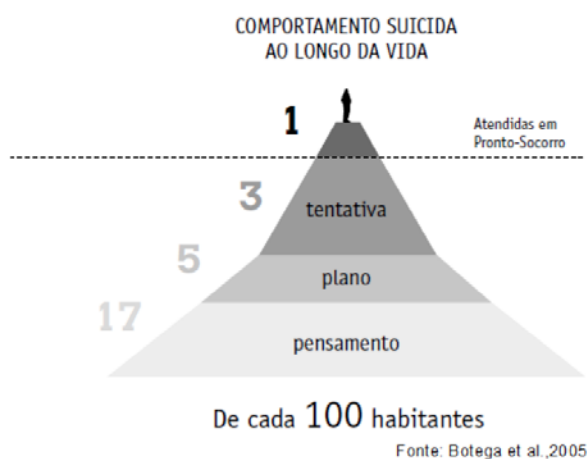 COMPORTAMENTO SUICIDA
AO LONGO DA VIDA
1
Atendidas em
Pronto-Socorro
3
tentativa
5
plano
17
pensamento
De cada 100 habitantes
Fonte: Botega et al.,2005